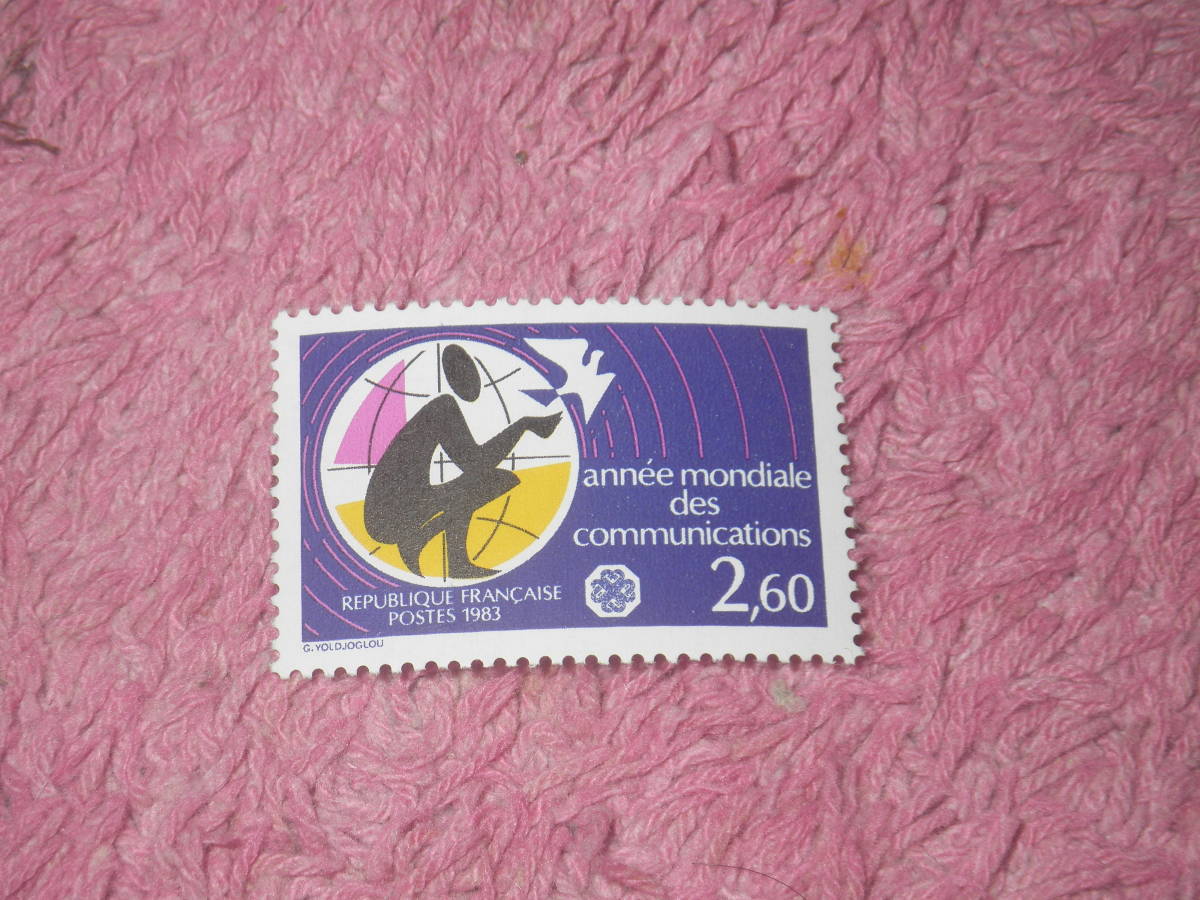 année mondiale
des
communications
2,60
REPUBLIQUE FRANÇAISE
POSTES 1983
G. YOLDJOGLOU